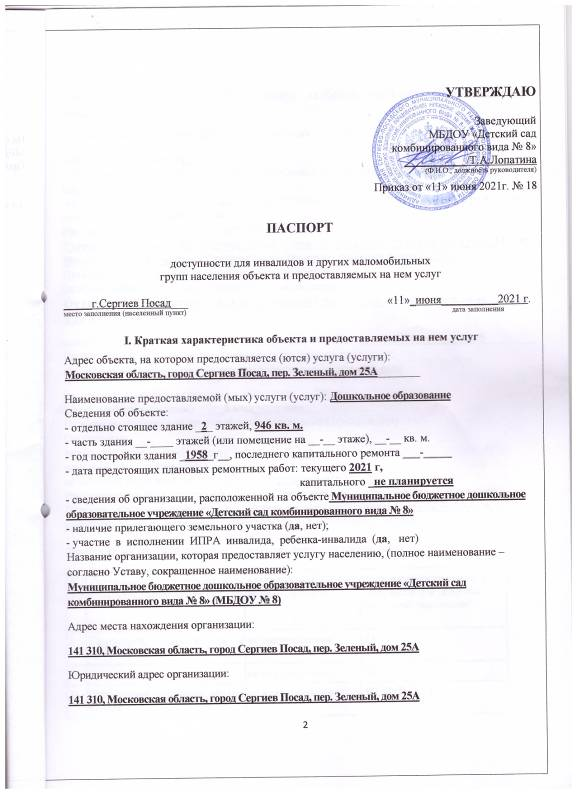 УТВЕРЖДАЮ
Заведующий
МБДОУ «Детский сад
комбинированного вида № 8»
Т.А.Лопатина
(Ф.И.О., должность руководителя)
Приказ от «11» июня 2021г. № 18
ПАСПОРТ
доступности для инвалидов и других маломобильных
групп населения объекта и предоставляемых на нем услуг
г.Сергиев Посад «11»_июня__________2021 г.
место заполнения (населенный пункт) дата заполнения
I. Краткая характеристика объекта и предоставляемых на нем услуг
Адрес объекта, на котором предоставляется (ются) услуга (услуги):
Московская область, город Сергиев Посад, пер. Зеленый, дом 25А
Наименование предоставляемой (мых) услуги (услуг): Дошкольное образование
Сведения об объекте:
- отдельно стоящее здание _2_ этажей, 946 кв. м.
- часть здания __-____ этажей (или помещение на __-__ этаже), __-__ кв. м.
- год постройки здания _1958_г__, последнего капитального ремонта ___-_____
- дата предстоящих плановых ремонтных работ: текущего 2021 г,
капитального _не планируется
- сведения об организации, расположенной на объекте Муниципальное бюджетное дошкольное
образовательное учреждение «Детский сад комбинированного вида № 8»
- наличие прилегающего земельного участка (да, нет);
- участие в исполнении ИПРА инвалида, ребенка-инвалида (да, нет)
Название организации, которая предоставляет услугу населению, (полное наименование –
согласно Уставу, сокращенное наименование):
Муниципальное бюджетное дошкольное образовательное учреждение «Детский сад
комбинированного вида № 8» (МБДОУ № 8)
Адрес места нахождения организации:
141 310, Московская область, город Сергиев Посад, пер. Зеленый, дом 25А
Юридический адрес организации:
141 310, Московская область, город Сергиев Посад, пер. Зеленый, дом 25А
2